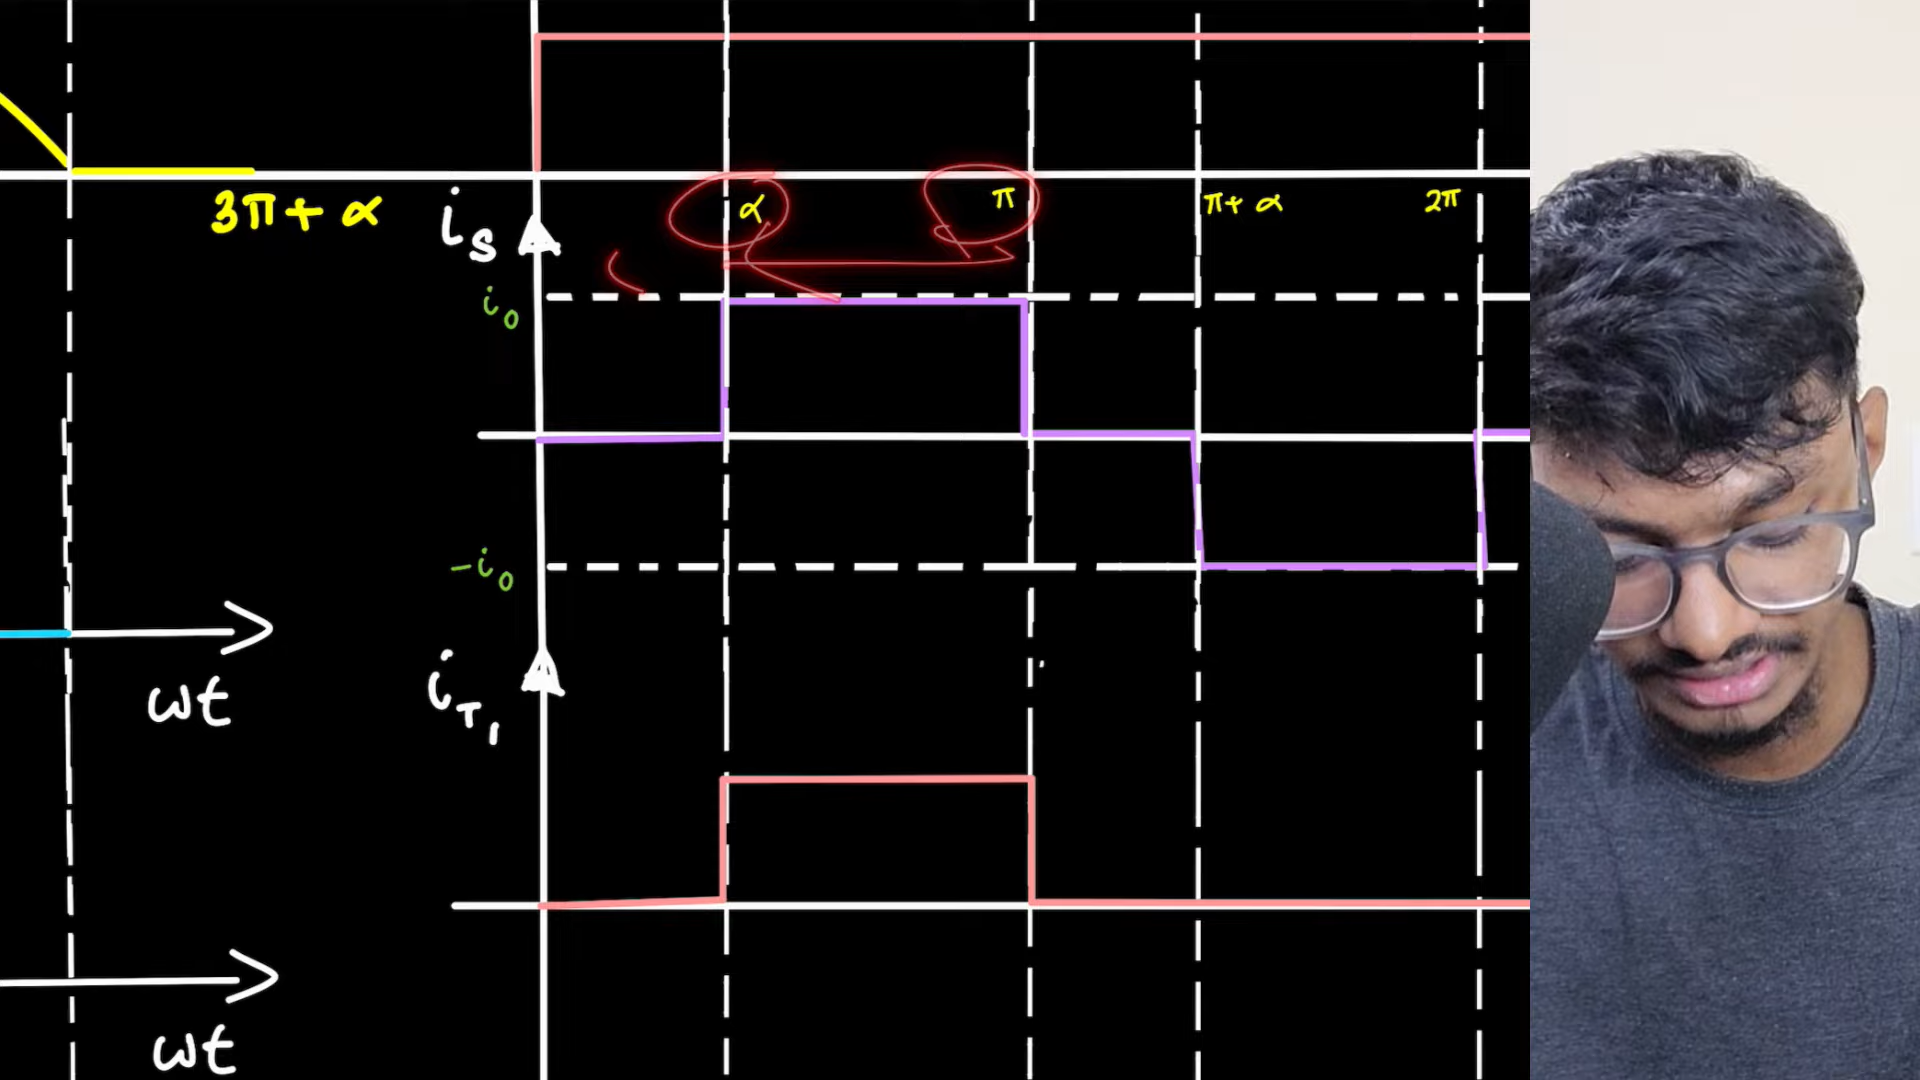 3π + α
i_s
α
π
π + α
2π
i_o
-i_o
ωt
i_T1
ωt